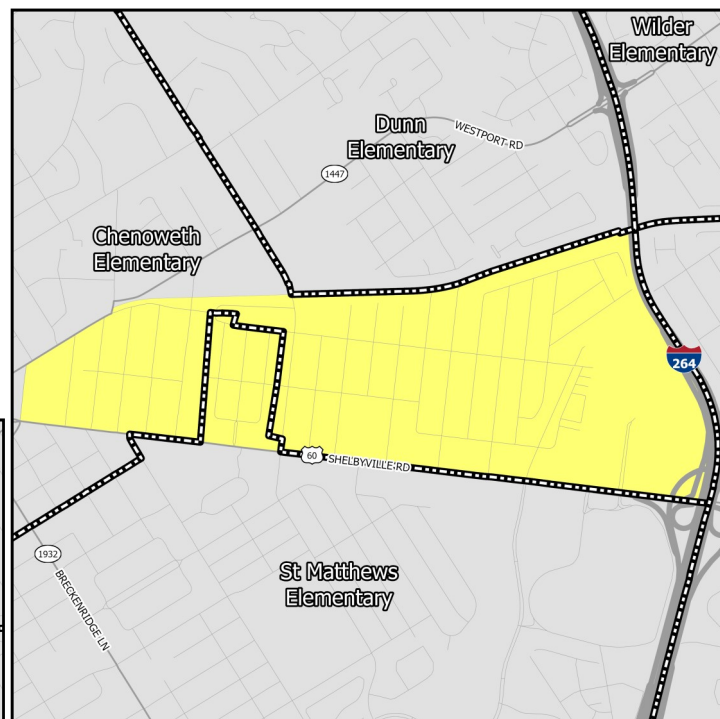 Wilder
Elementary
Dunn
Elementary
WESTPORT RD
1447
Chenoweth
Elementary
264
60
SHELBYVILLE RD
1932
St Matthews
Elementary
BRECKENRIDGE LN